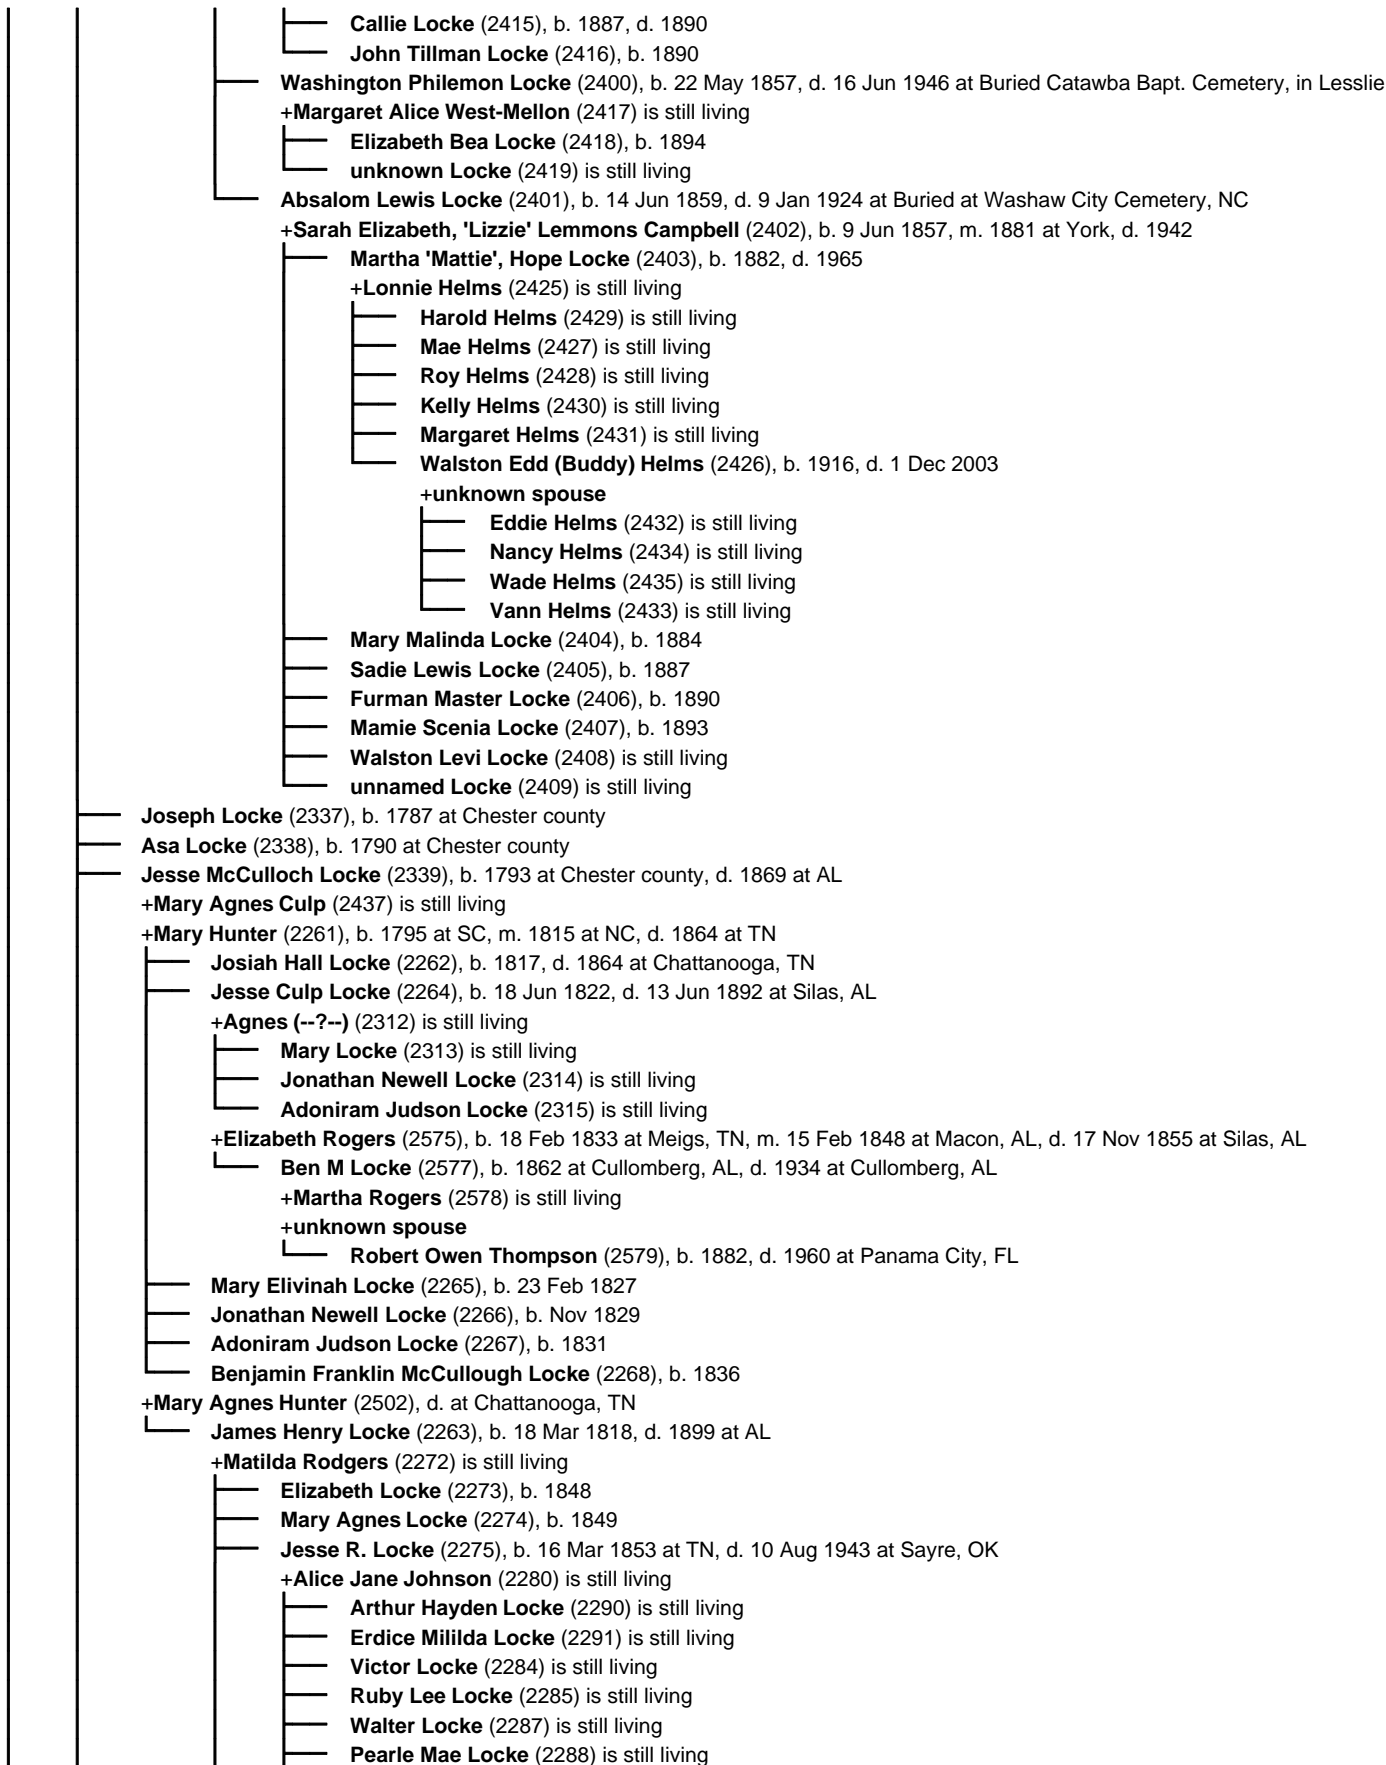 Callie Locke (2415), b. 1887, d. 1890
John Tillman Locke (2416), b. 1890
Washington Philemon Locke (2400), b. 22 May 1857, d. 16 Jun 1946 at Buried Catawba Bapt. Cemetery, in Lesslie
+Margaret Alice West-Mellon (2417) is still living
Elizabeth Bea Locke (2418), b. 1894
unknown Locke (2419) is still living
Absalom Lewis Locke (2401), b. 14 Jun 1859, d. 9 Jan 1924 at Buried at Washaw City Cemetery, NC
+Sarah Elizabeth, 'Lizzie' Lemmons Campbell (2402), b. 9 Jun 1857, m. 1881 at York, d. 1942
Martha 'Mattie', Hope Locke (2403), b. 1882, d. 1965
+Lonnie Helms (2425) is still living
Harold Helms (2429) is still living
Mae Helms (2427) is still living
Roy Helms (2428) is still living
Kelly Helms (2430) is still living
Margaret Helms (2431) is still living
Walston Edd (Buddy) Helms (2426), b. 1916, d. 1 Dec 2003
+unknown spouse
Eddie Helms (2432) is still living
Nancy Helms (2434) is still living
Wade Helms (2435) is still living
Vann Helms (2433) is still living
Mary Malinda Locke (2404), b. 1884
Sadie Lewis Locke (2405), b. 1887
Furman Master Locke (2406), b. 1890
Mamie Scenia Locke (2407), b. 1893
Walston Levi Locke (2408) is still living
unnamed Locke (2409) is still living
Joseph Locke (2337), b. 1787 at Chester county
Asa Locke (2338), b. 1790 at Chester county
Jesse McCulloch Locke (2339), b. 1793 at Chester county, d. 1869 at AL
+Mary Agnes Culp (2437) is still living
+Mary Hunter (2261), b. 1795 at SC, m. 1815 at NC, d. 1864 at TN
Josiah Hall Locke (2262), b. 1817, d. 1864 at Chattanooga, TN
Jesse Culp Locke (2264), b. 18 Jun 1822, d. 13 Jun 1892 at Silas, AL
+Agnes (--?--) (2312) is still living
Mary Locke (2313) is still living
Jonathan Newell Locke (2314) is still living
Adoniram Judson Locke (2315) is still living
+Elizabeth Rogers (2575), b. 18 Feb 1833 at Meigs, TN, m. 15 Feb 1848 at Macon, AL, d. 17 Nov 1855 at Silas, AL
Ben M Locke (2577), b. 1862 at Cullomberg, AL, d. 1934 at Cullomberg, AL
+Martha Rogers (2578) is still living
+unknown spouse
Robert Owen Thompson (2579), b. 1882, d. 1960 at Panama City, FL
Mary Elivinah Locke (2265), b. 23 Feb 1827
Jonathan Newell Locke (2266), b. Nov 1829
Adoniram Judson Locke (2267), b. 1831
Benjamin Franklin McCullough Locke (2268), b. 1836
+Mary Agnes Hunter (2502), d. at Chattanooga, TN
James Henry Locke (2263), b. 18 Mar 1818, d. 1899 at AL
+Matilda Rodgers (2272) is still living
Elizabeth Locke (2273), b. 1848
Mary Agnes Locke (2274), b. 1849
Jesse R. Locke (2275), b. 16 Mar 1853 at TN, d. 10 Aug 1943 at Sayre, OK
+Alice Jane Johnson (2280) is still living
Arthur Hayden Locke (2290) is still living
Erdice Mililda Locke (2291) is still living
Victor Locke (2284) is still living
Ruby Lee Locke (2285) is still living
Walter Locke (2287) is still living
Pearle Mae Locke (2288) is still living